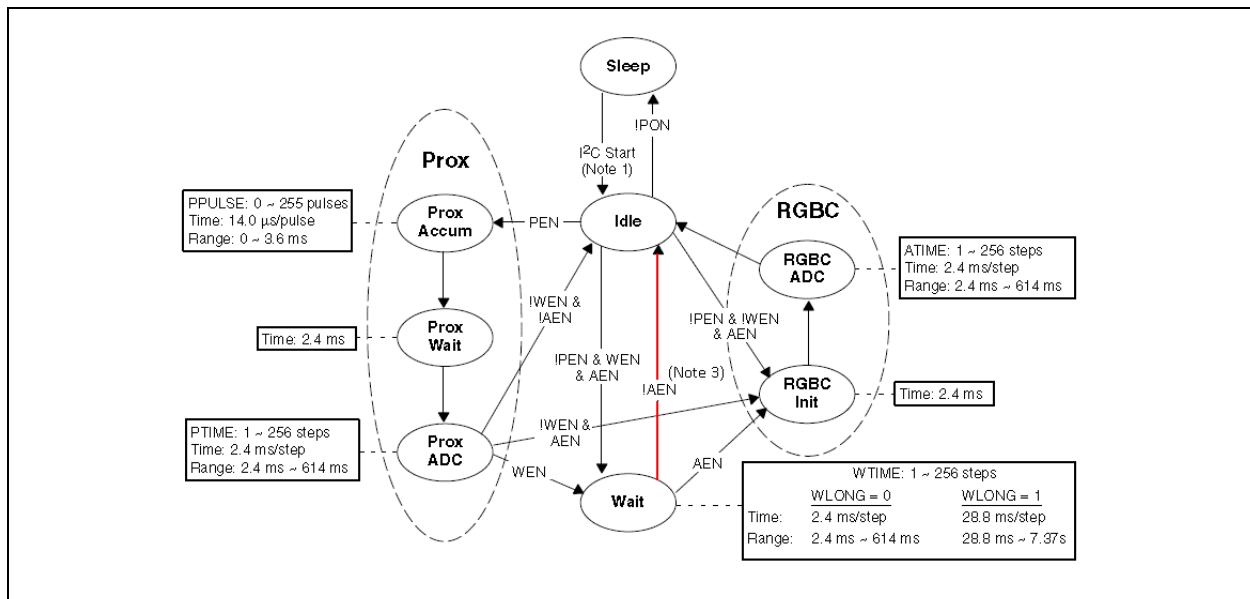 Sleep
!PON
I²C Start
(Note 1)
Prox
PPULSE: 0 ~ 255 pulses
Time: 14.0 µs/pulse
Range: 0 ~ 3.6 ms
Prox
Accum
PEN
Idle
RGBC
RGBC
ADC
ATIME: 1 ~ 256 steps
Time: 2.4 ms/step
Range: 2.4 ms ~ 614 ms
!WEN &
!AEN
!PEN & !WEN
& AEN
Time: 2.4 ms
Prox
Wait
!PEN & WEN
& AEN
(Note 3)
!AEN
RGBC
Init
Time: 2.4 ms
PTIME: 1 ~ 256 steps
Time: 2.4 ms/step
Range: 2.4 ms ~ 614 ms
Prox
ADC
!WEN &
AEN
WEN
AEN
Wait
WTIME: 1 ~ 256 steps
WLONG = 0 WLONG = 1
Time: 2.4 ms/step 28.8 ms/step
Range: 2.4 ms ~ 614 ms 28.8 ms ~ 7.37s